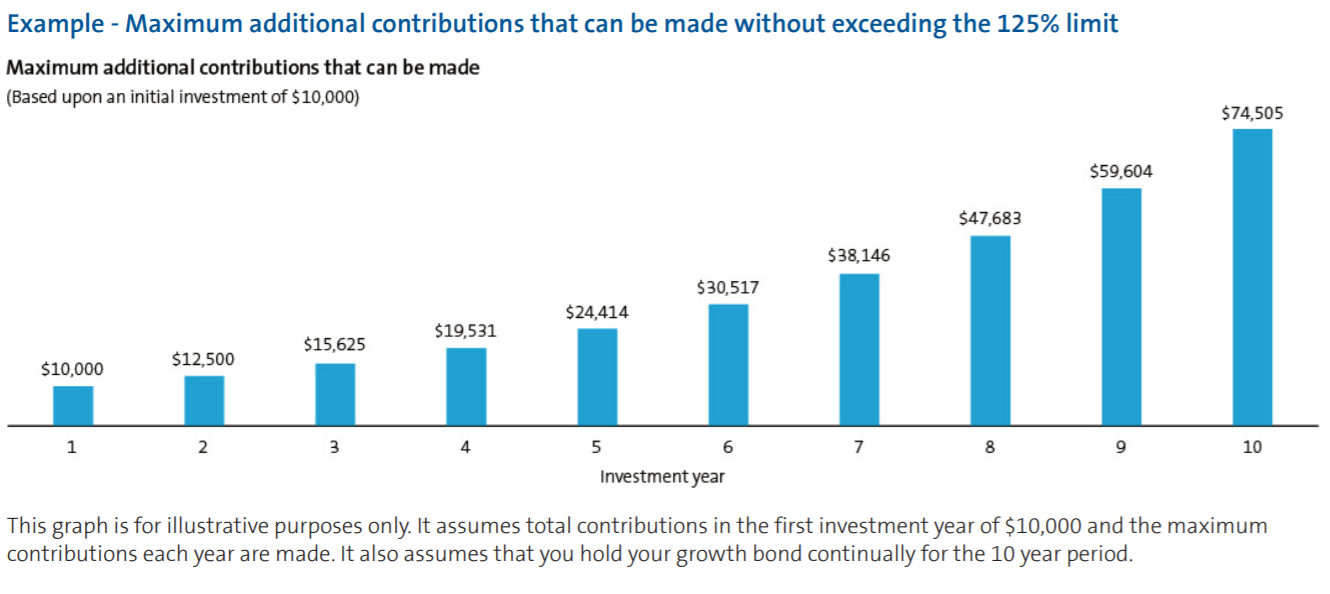 Example - Maximum additional contributions that can be made without exceeding the 125% limit
Maximum additional contributions that can be made
(Based upon an initial investment of $10,000)
$10,000
$12,500
$15,625
$19,531
$24,414
$30,517
$38,146
$47,683
$59,604
$74,505
1 2 3 4 5 6 7 8 9 10
Investment year
This graph is for illustrative purposes only. It assumes total contributions in the first investment year of $10,000 and the maximum
contributions each year are made. It also assumes that you hold your growth bond continually for the 10 year period.